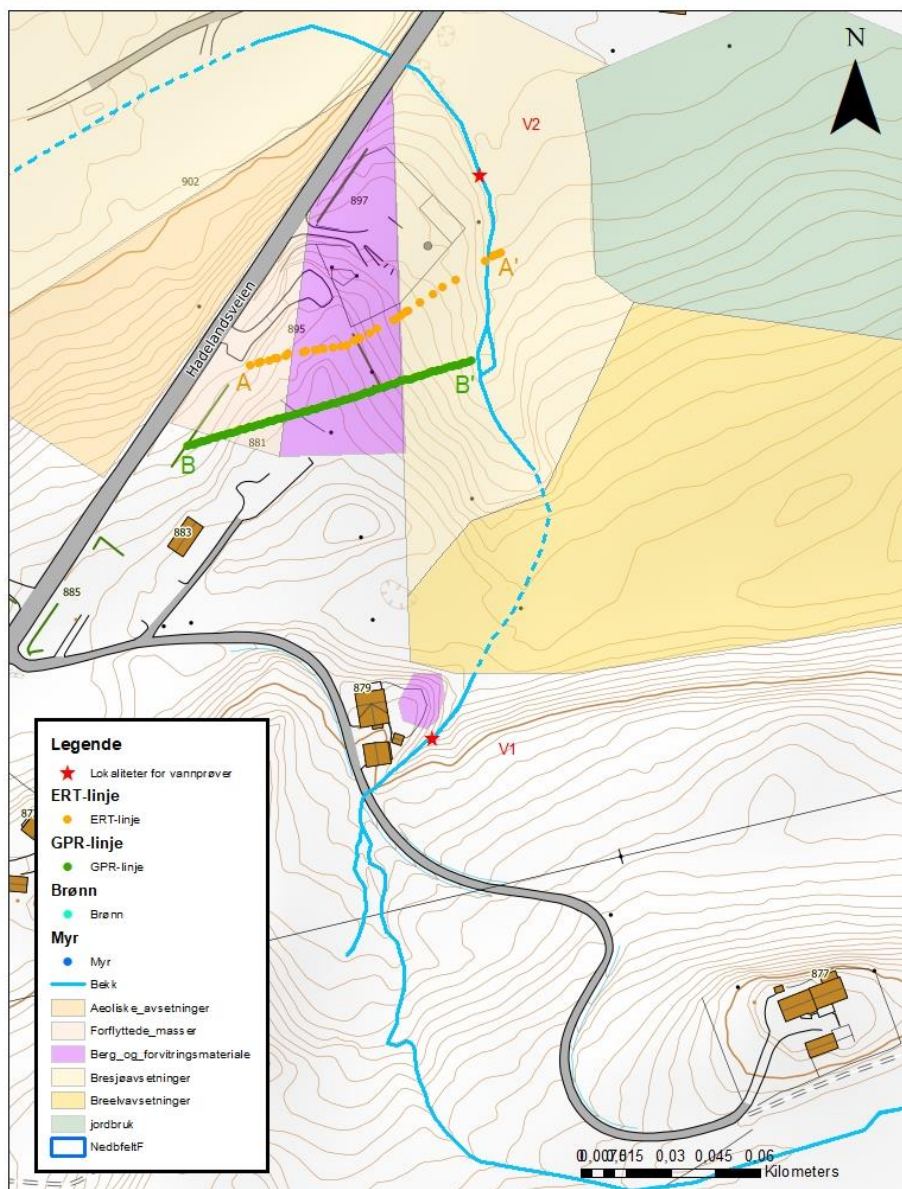 N
V2
902
897
A'
Hadelandsveien
895
A
B'
881
B
883
885
879
V1
877
Legende
Lokaliteter for vannprøver
ERT-linje
ERT-linje
GPR-linje
GPR-linje
Brønn
Brønn
Myr
Myr
Bekk
Aeoliske_avsetninger
Forflyttede_masser
Berg_og_forvitringsmateriale
Bresjøavsetninger
Breelvavsetninger
jordbruk
NedbfeltF
0,03 0,045 0,06
Kilometers